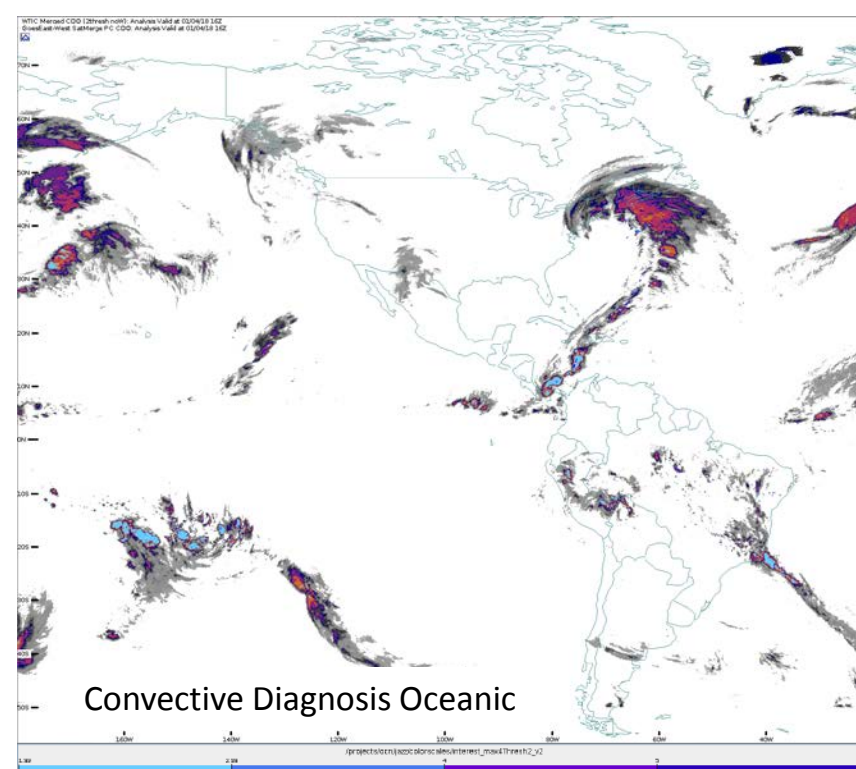 WTIC Merged CDO (2thresh noW): Analysis Valid at 01/04/18 16Z
GoesEast-West SatMerge PC CDO: Analysis Valid at 01/04/18 16Z
70N
60N
50N
40N
30N
20N
10N
0N
10S
20S
30S
40S
50S
Convective Diagnosis Oceanic
160W 140W 120W 100W 80W 60W 40W
4